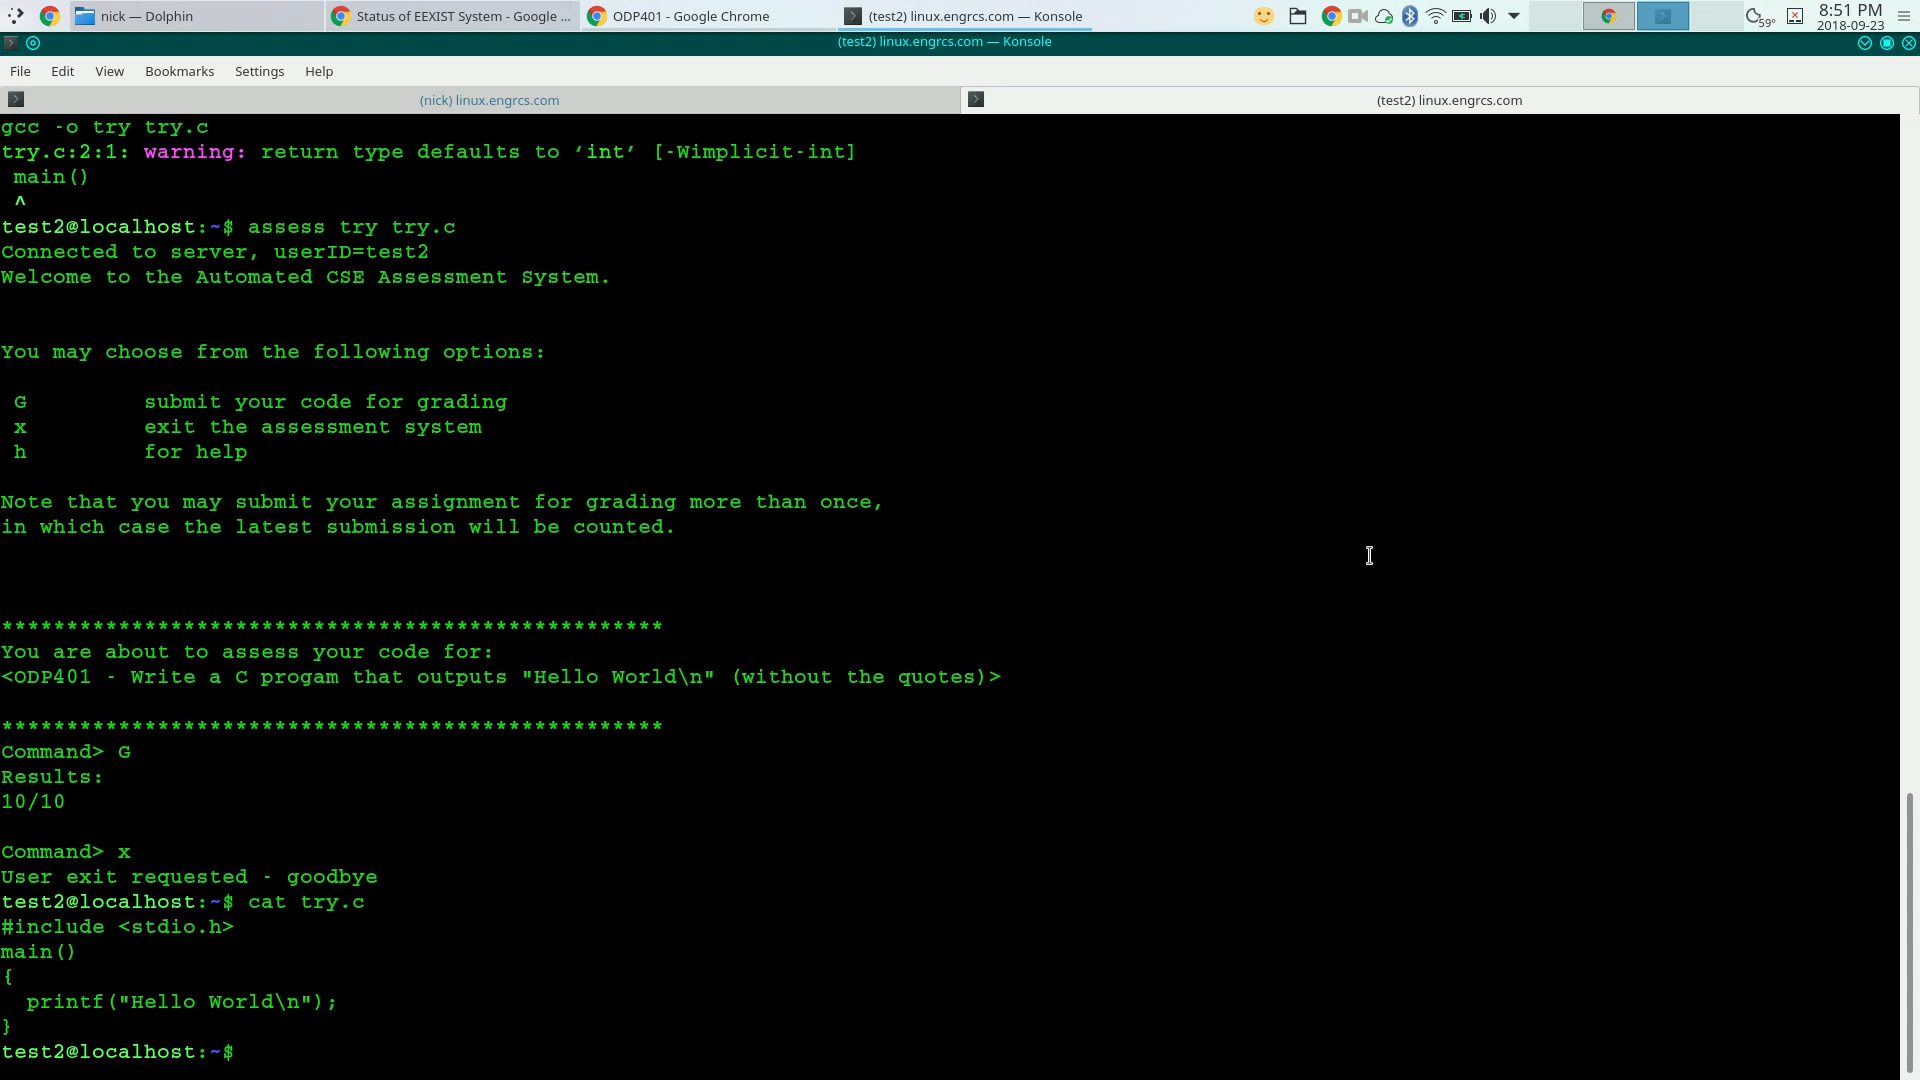 nick — Dolphin
Status of EEXIST System - Google ...
ODP401 - Google Chrome
(test2) linux.engrcs.com — Konsole
59°
8:51 PM
2018-09-23
(test2) linux.engrcs.com — Konsole
File Edit View Bookmarks Settings Help
(nick) linux.engrcs.com
(test2) linux.engrcs.com
gcc -o try try.c
try.c:2:1: warning: return type defaults to ‘int’ [-Wimplicit-int]
main()
^
test2@localhost:~$ assess try try.c
Connected to server, userID=test2
Welcome to the Automated CSE Assessment System.
You may choose from the following options:
G submit your code for grading
x exit the assessment system
h for help
Note that you may submit your assignment for grading more than once,
in which case the latest submission will be counted.
***************************************************
You are about to assess your code for:
<ODP401 - Write a C progam that outputs "Hello World\n" (without the quotes)>
***************************************************
Command> G
Results:
10/10
Command> x
User exit requested - goodbye
test2@localhost:~$ cat try.c
#include <stdio.h>
main()
{
printf("Hello World\n");
}
test2@localhost:~$